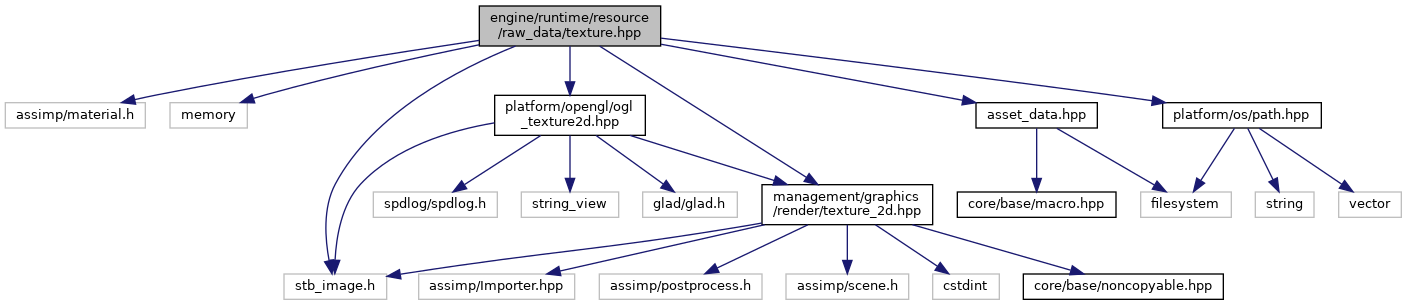 engine/runtime/resource
/raw_data/texture.hpp
assimp/material.h
memory
platform/opengl/ogl
_texture2d.hpp
asset_data.hpp
platform/os/path.hpp
spdlog/spdlog.h
string_view
glad/glad.h
management/graphics
/render/texture_2d.hpp
core/base/macro.hpp
filesystem
string
vector
stb_image.h
assimp/Importer.hpp
assimp/postprocess.h
assimp/scene.h
cstdint
core/base/noncopyable.hpp